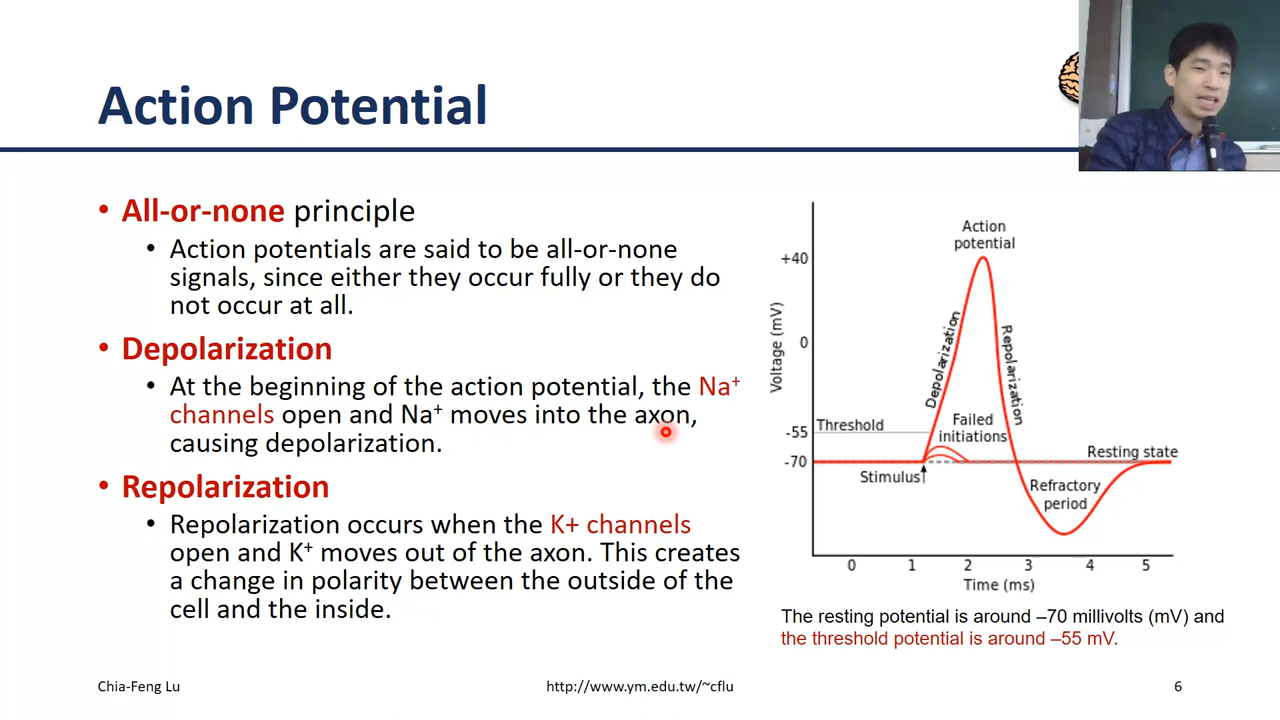 Action Potential
• All-or-none principle
• Action potentials are said to be all-or-none
signals, since either they occur fully or they do
not occur at all.
• Depolarization
• At the beginning of the action potential, the Na⁺
channels open and Na⁺ moves into the axon,
causing depolarization.
• Repolarization
• Repolarization occurs when the K+ channels
open and K⁺ moves out of the axon. This creates
a change in polarity between the outside of the
cell and the inside.
Action
potential
+40
Voltage (mV)
0
Depolarization
Repolarization
-55
Threshold
Failed
initiations
-70
Resting state
Stimulus
Refractory
period
0 1 2 3 4 5
Time (ms)
The resting potential is around –70 millivolts (mV) and
the threshold potential is around –55 mV.
Chia-Feng Lu
http://www.ym.edu.tw/~cflu
6